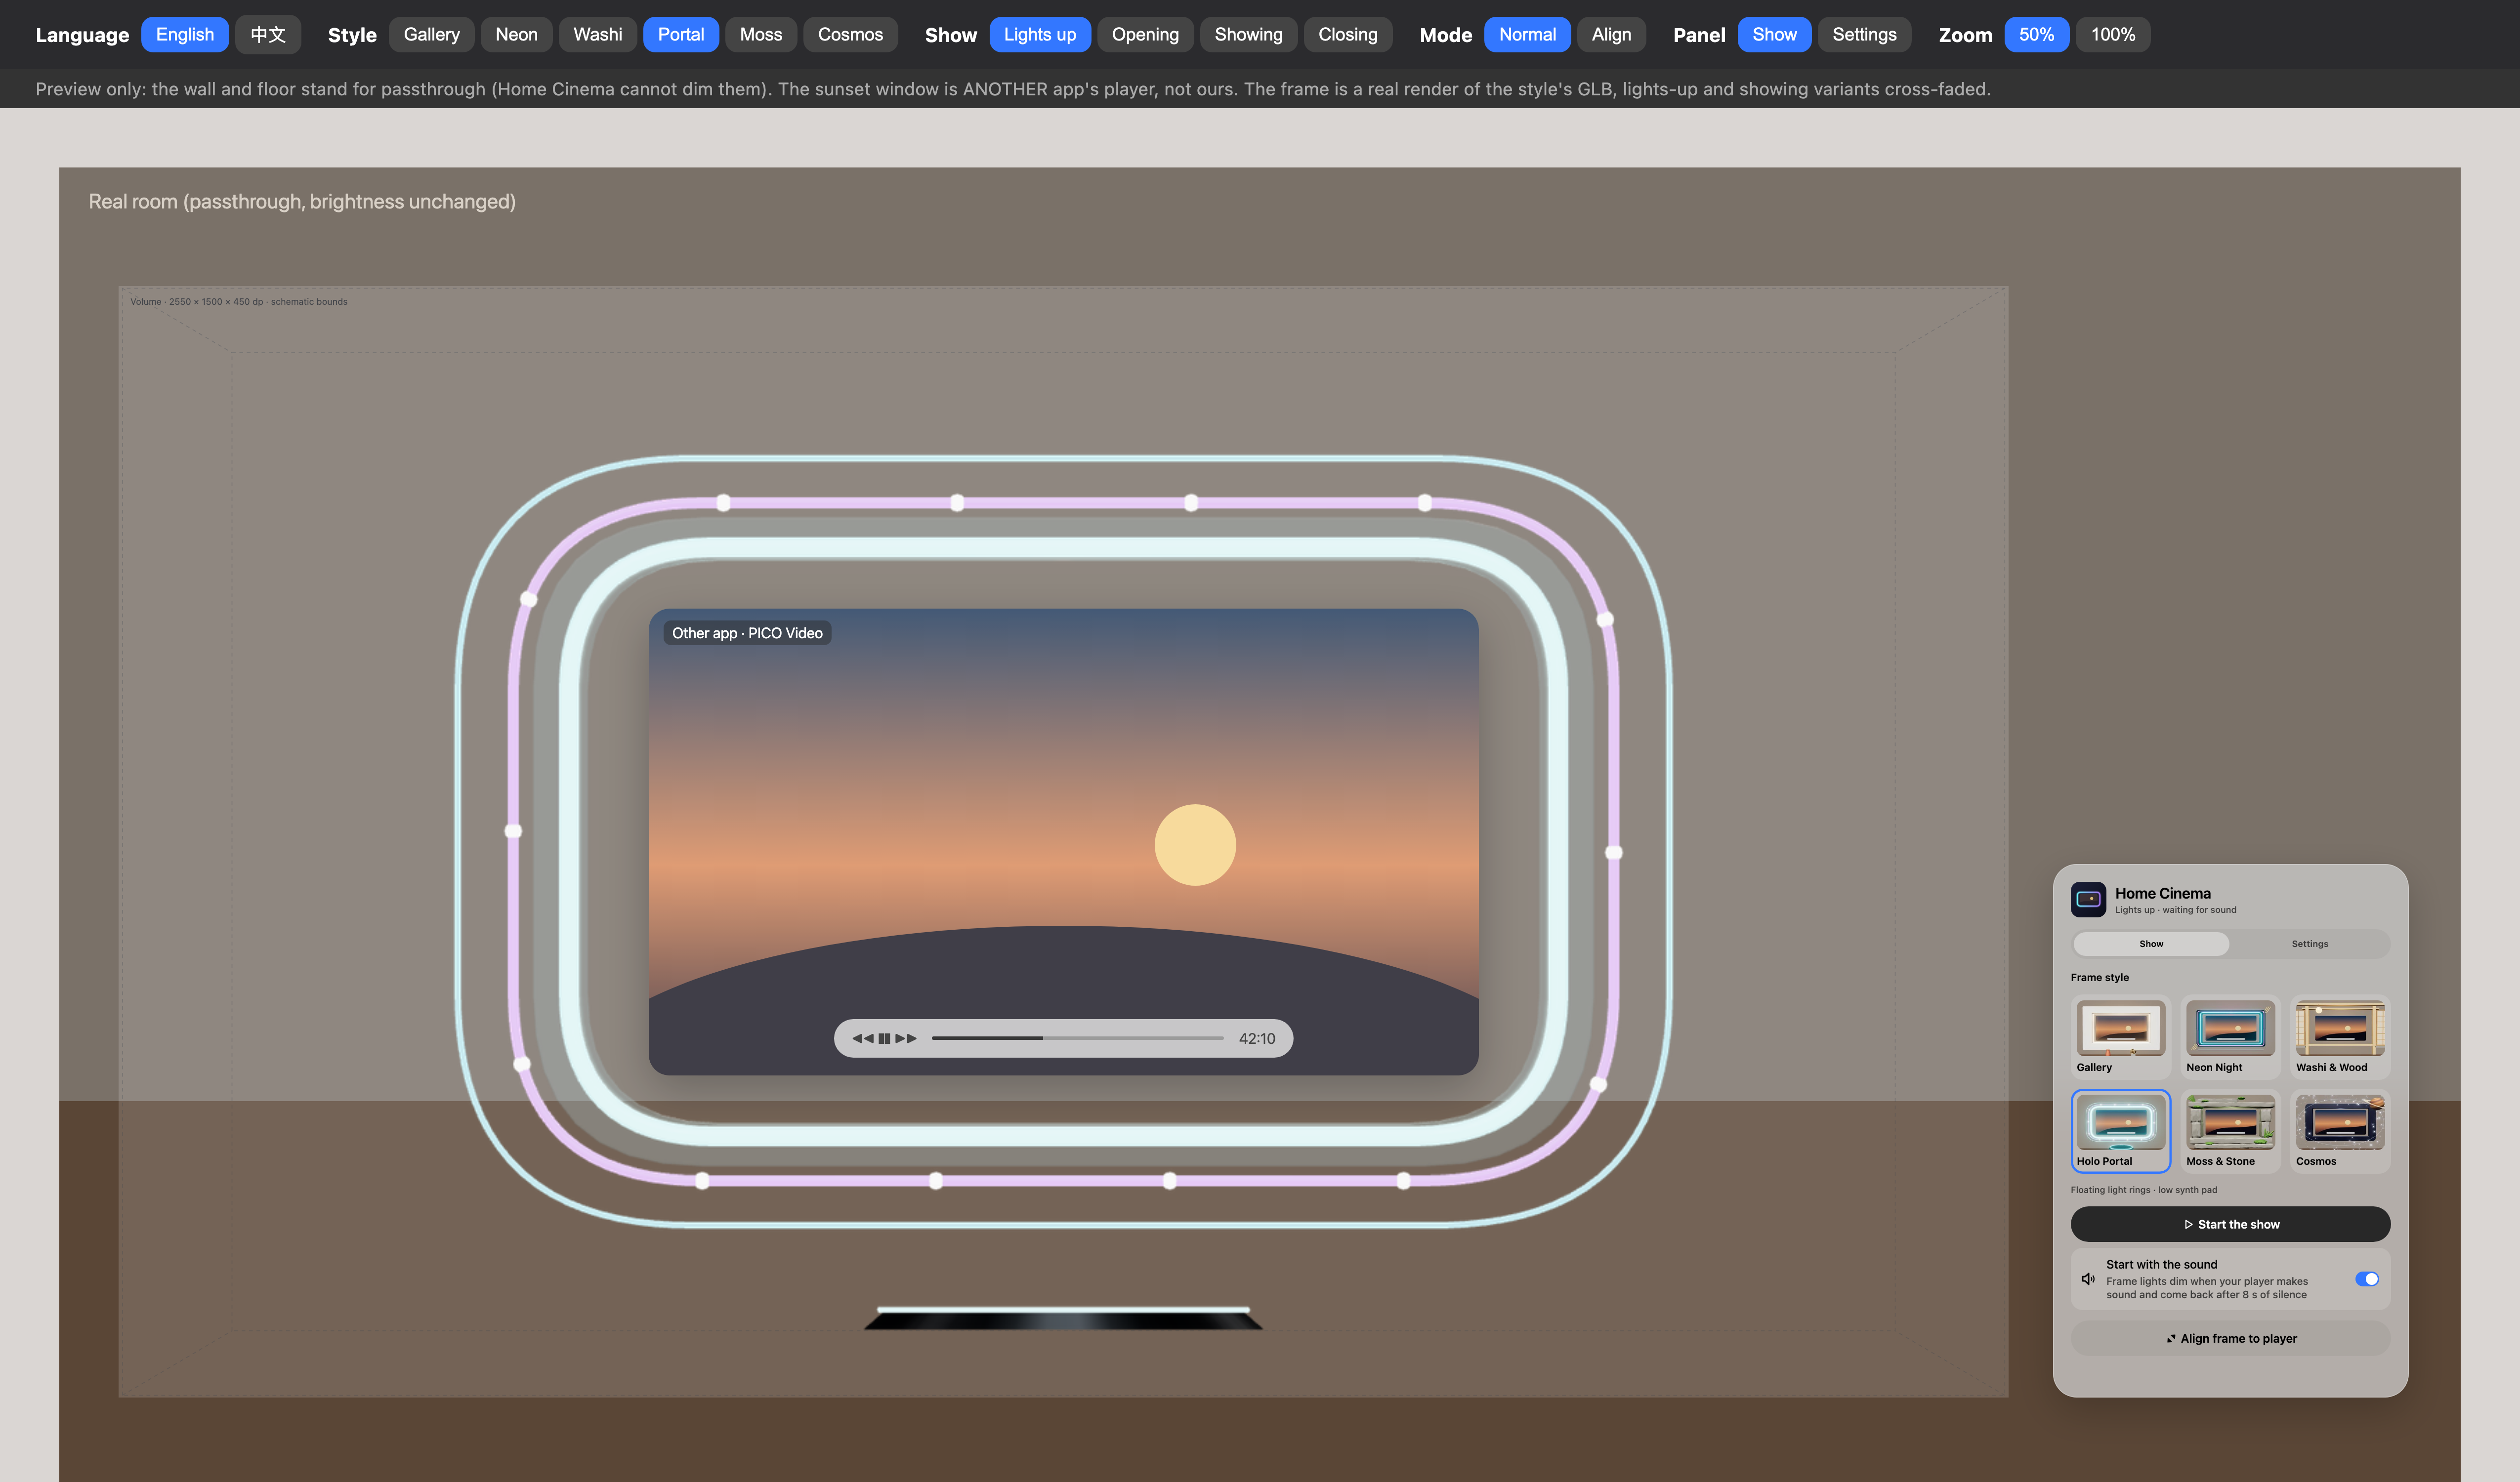 Language English 中文 Style Gallery Neon Washi Portal Moss Cosmos Show Lights up Opening Showing Closing Mode Normal Align Panel Show Settings Zoom 50% 100%
Preview only: the wall and floor stand for passthrough (Home Cinema cannot dim them). The sunset window is ANOTHER app's player, not ours. The frame is a real render of the style's GLB, lights-up and showing variants cross-faded.
Real room (passthrough, brightness unchanged)
Volume · 2550 × 1500 × 450 dp · schematic bounds
Other app · PICO Video
42:10
Home Cinema
Lights up · waiting for sound
Show Settings
Frame style
Gallery Neon Night Washi & Wood
Holo Portal Moss & Stone Cosmos
Floating light rings · low synth pad
Start the show
Start with the sound
Frame lights dim when your player makes
sound and come back after 8 s of silence
Align frame to player